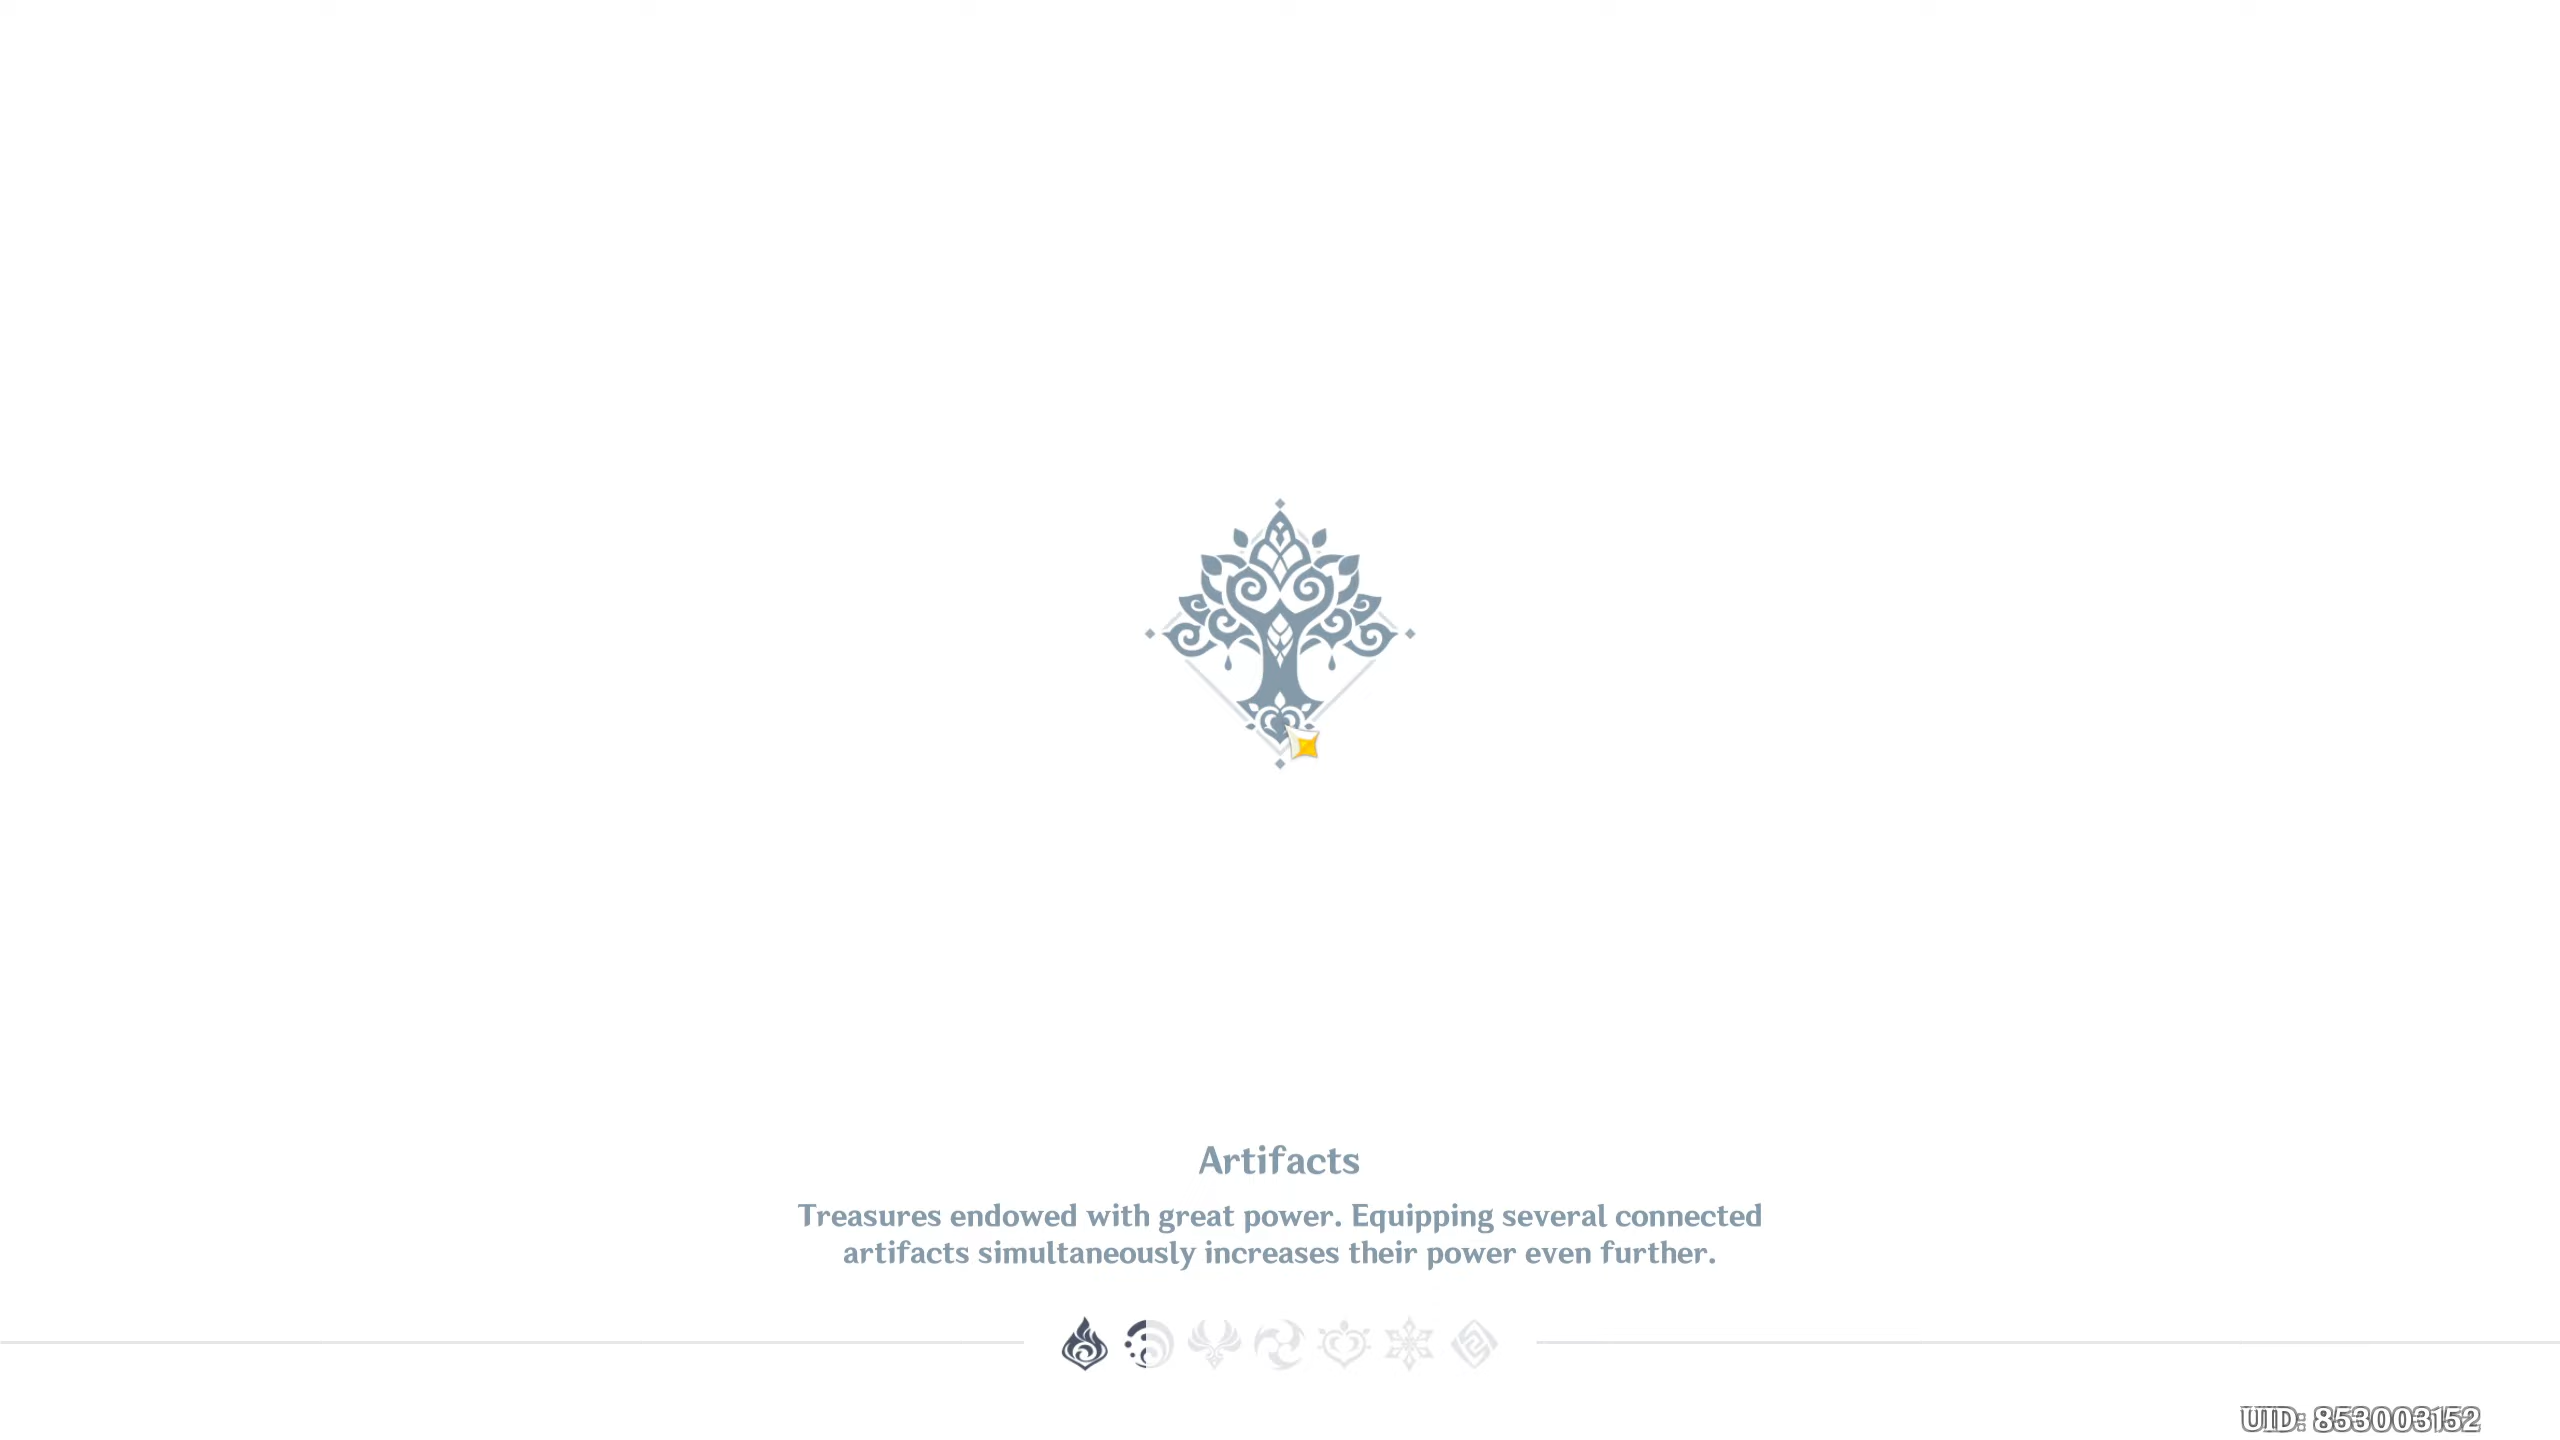 Artifacts
Treasures endowed with great power. Equipping several connected
artifacts simultaneously increases their power even further.
UID: 853003152